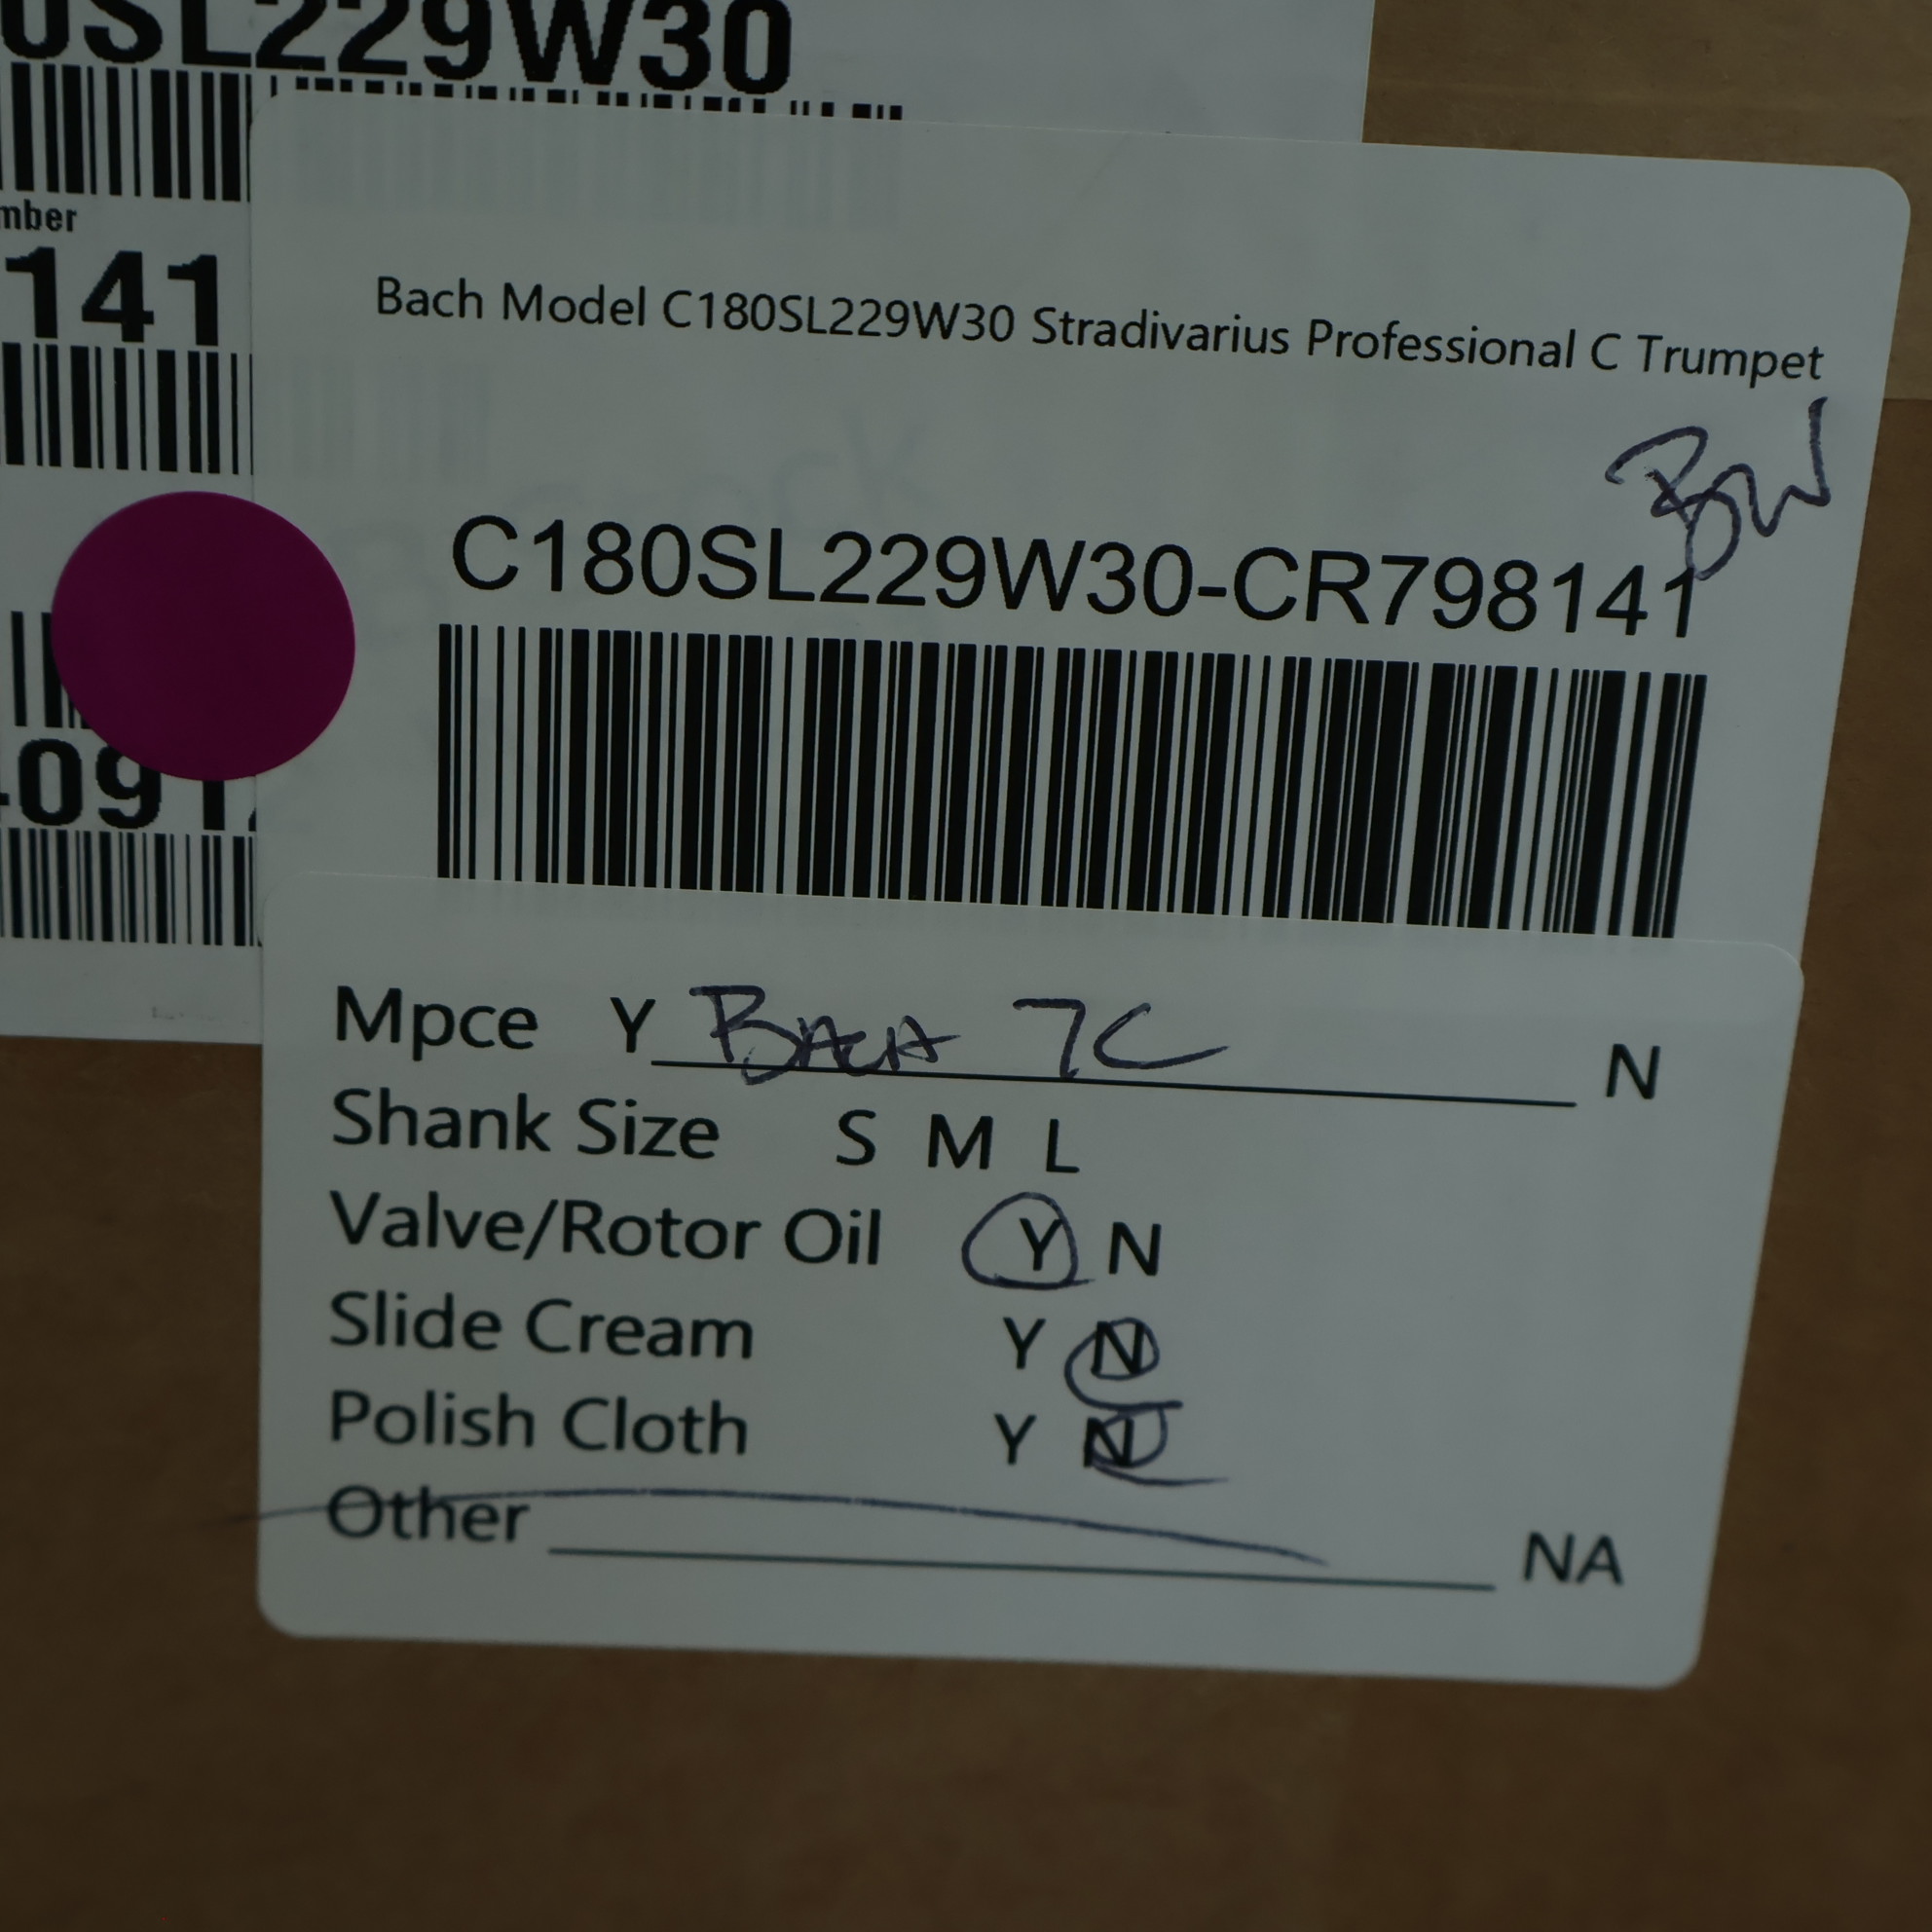 0SL229W30
mber
141
091
Bach Model C180SL229W30 Stradivarius Professional C Trumpet
BW
C180SL229W30-CR798141
Mpce Y BACH 7C N
Shank Size S M L
Valve/Rotor Oil Y N
Slide Cream Y N
Polish Cloth Y N
Other NA